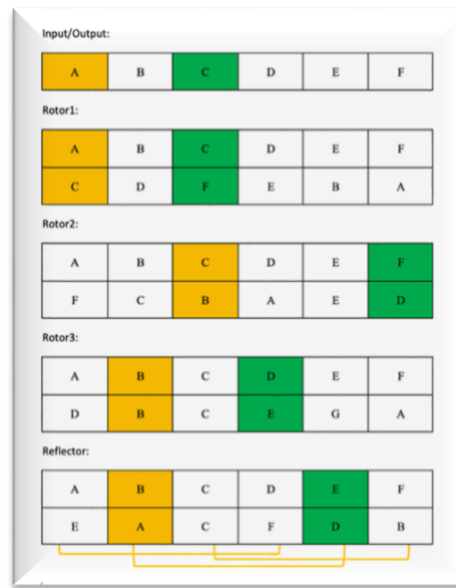 Input/Output:
A B C D E F
Rotor1:
A B C D E F
C D F E B A
Rotor2:
A B C D E F
F C B A E D
Rotor3:
A B C D E F
D B C E G A
Reflector:
A B C D E F
E A C F D B